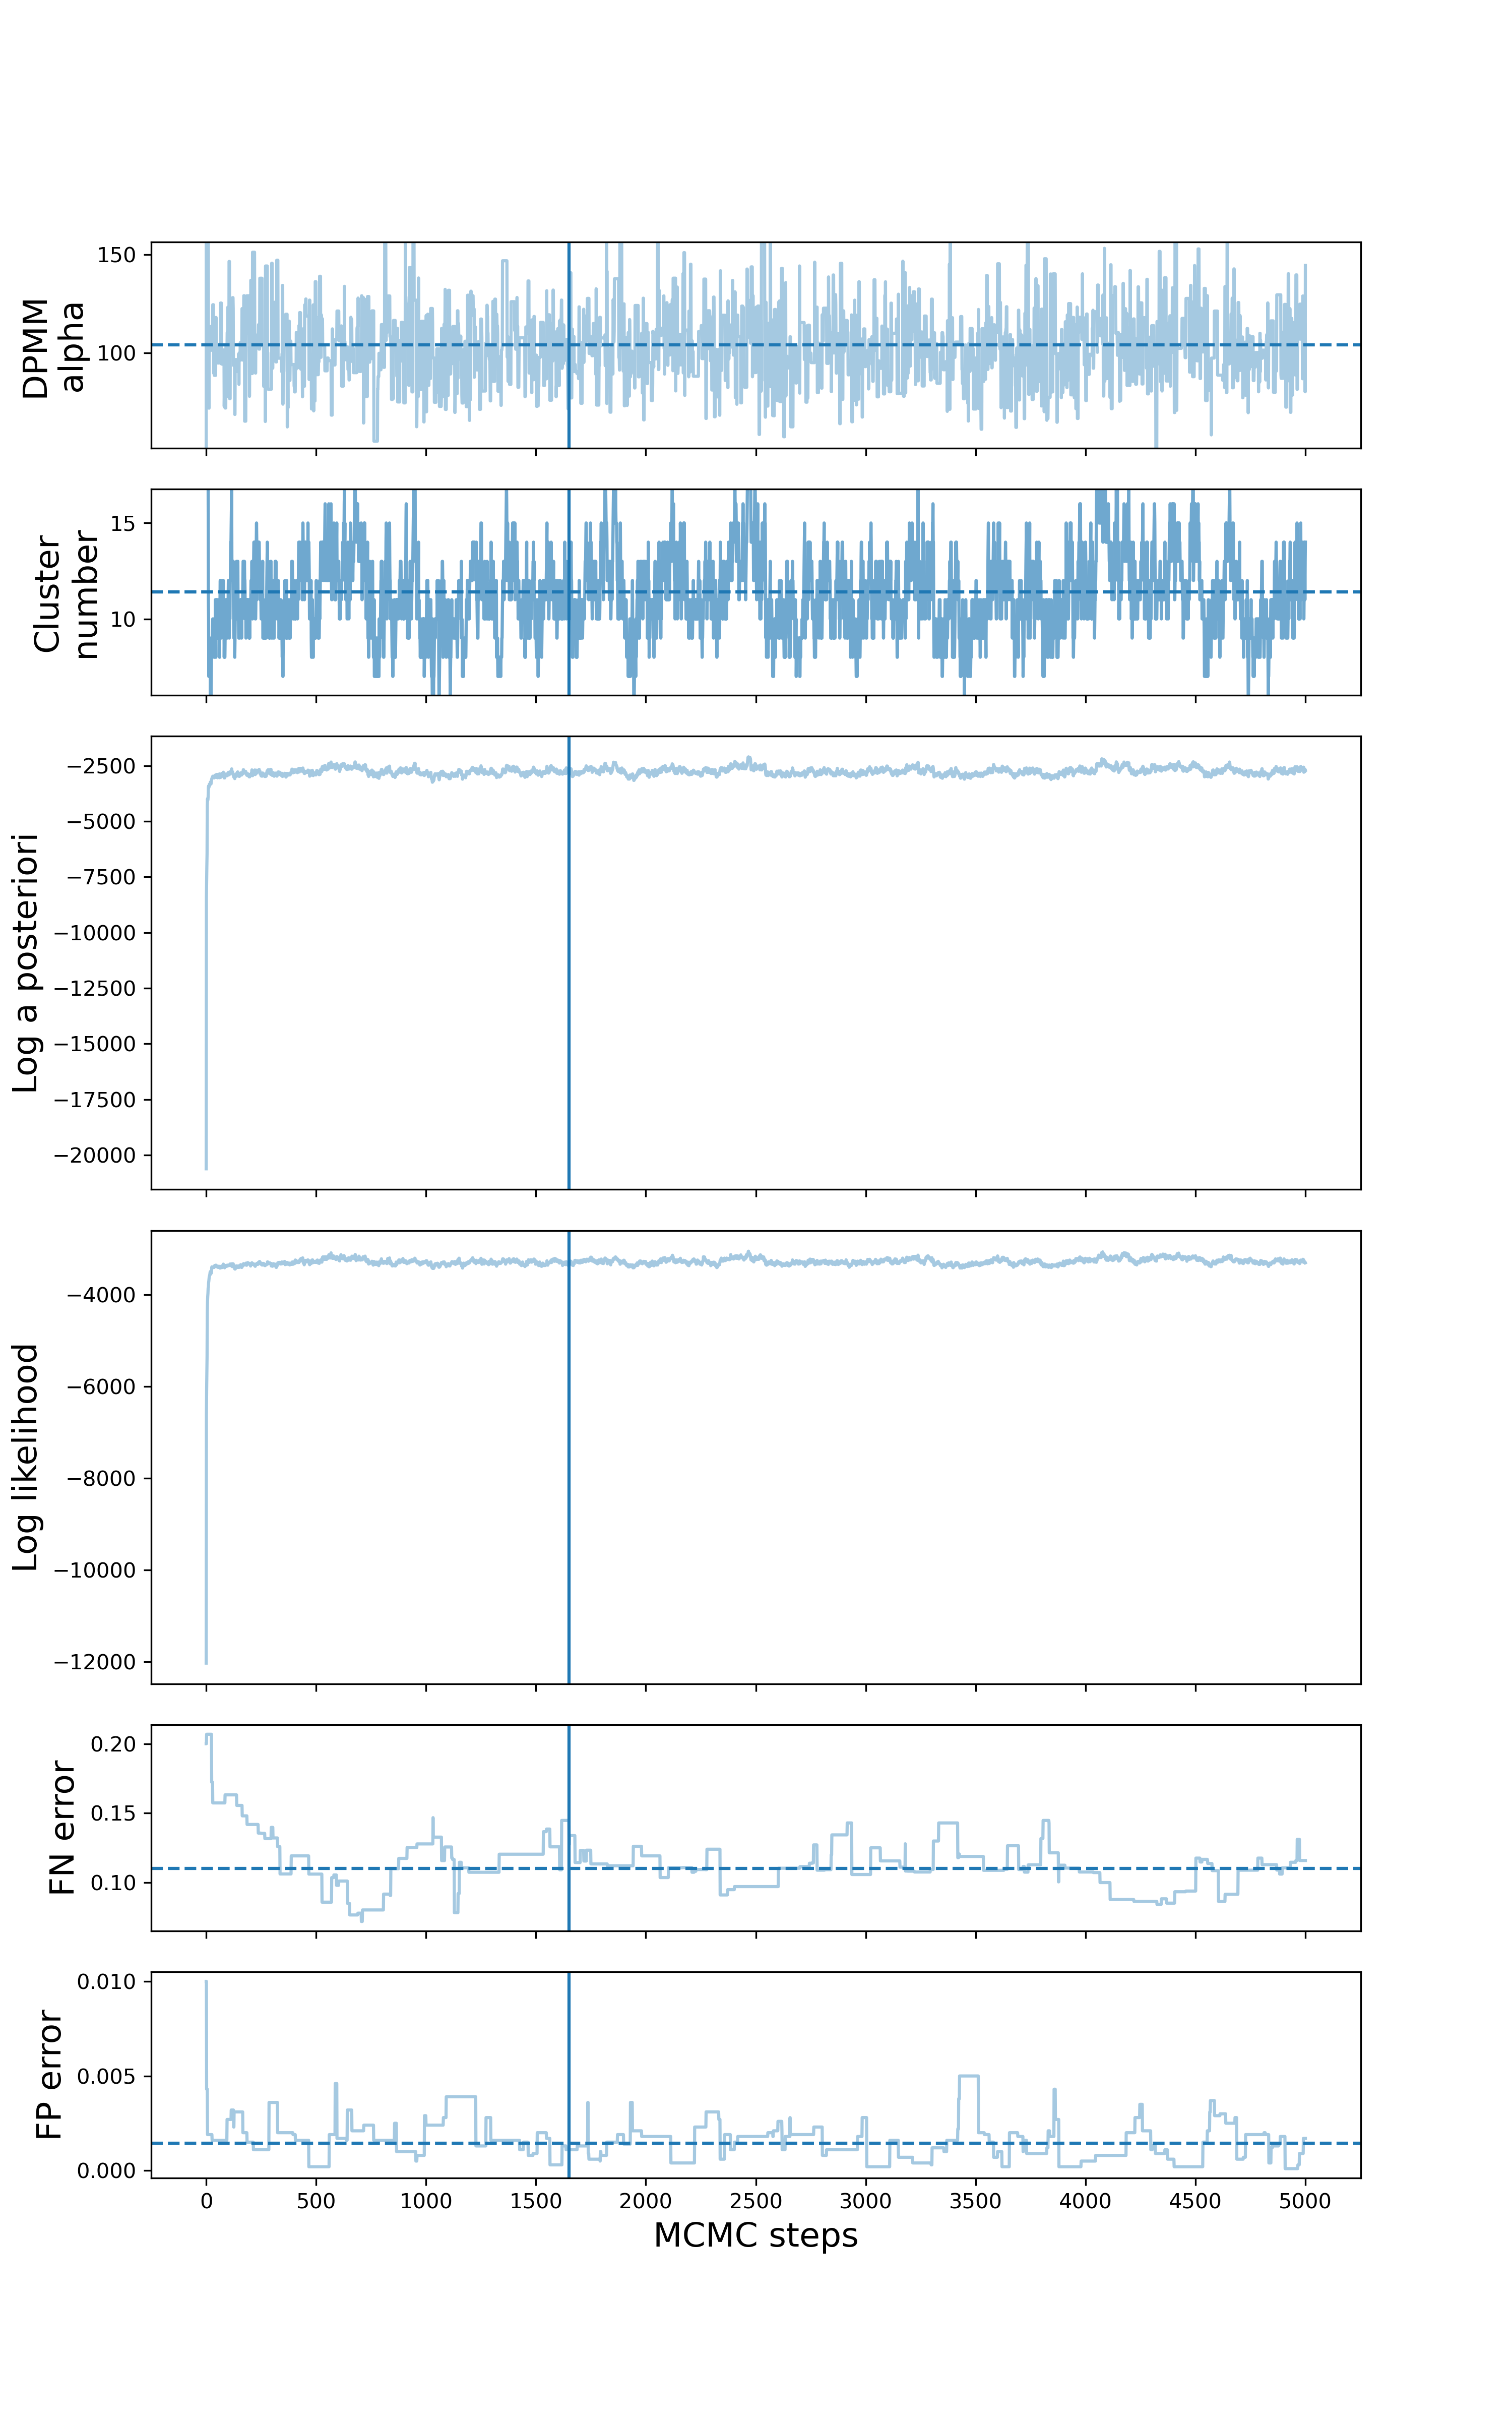 DPMM
alpha
150
100
Cluster
number
15
10
Log a posteriori
−2500
−5000
−7500
−10000
−12500
−15000
−17500
−20000
Log likelihood
−4000
−6000
−8000
−10000
−12000
FN error
0.20
0.15
0.10
FP error
0.010
0.005
0.000
0 500 1000 1500 2000 2500 3000 3500 4000 4500 5000
MCMC steps